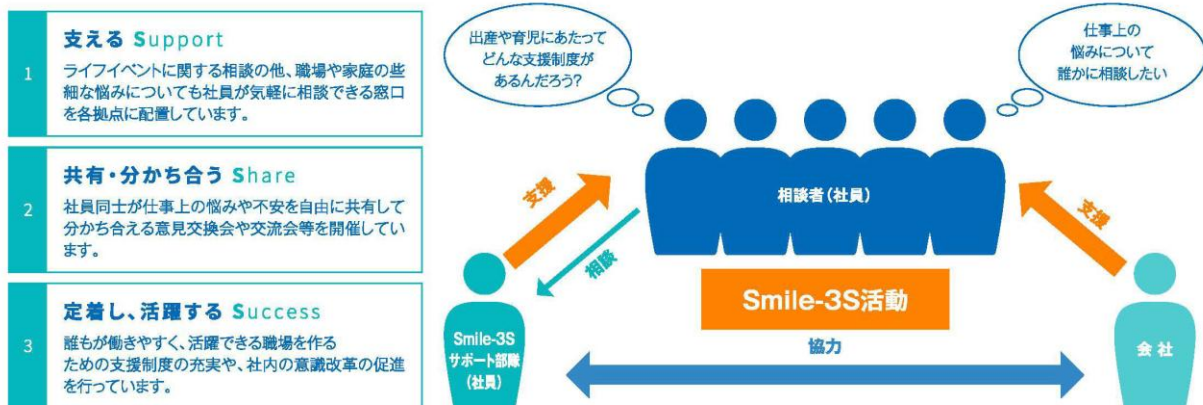 1
支える Support
ライフイベントに関する相談の他、職場や家庭の些
細な悩みについても社員が気軽に相談できる窓口
を各拠点に配置しています。
2
共有・分かち合う Share
社員同士が仕事上の悩みや不安を自由に共有して
分かち合える意見交換会や交流会等を開催してい
ます。
3
定着し、活躍する Success
誰もが働きやすく、活躍できる職場を作る
ための支援制度の充実や、社内の意識改革の促進
を行っています。
出産や育児にあたって
どんな支援制度が
あるんだろう?
仕事上の
悩みについて
誰かに相談したい
相談者(社員)
支援
相談
支援
Smile-3S活動
Smile-3S
サポート部隊
(社員)
協力
会社